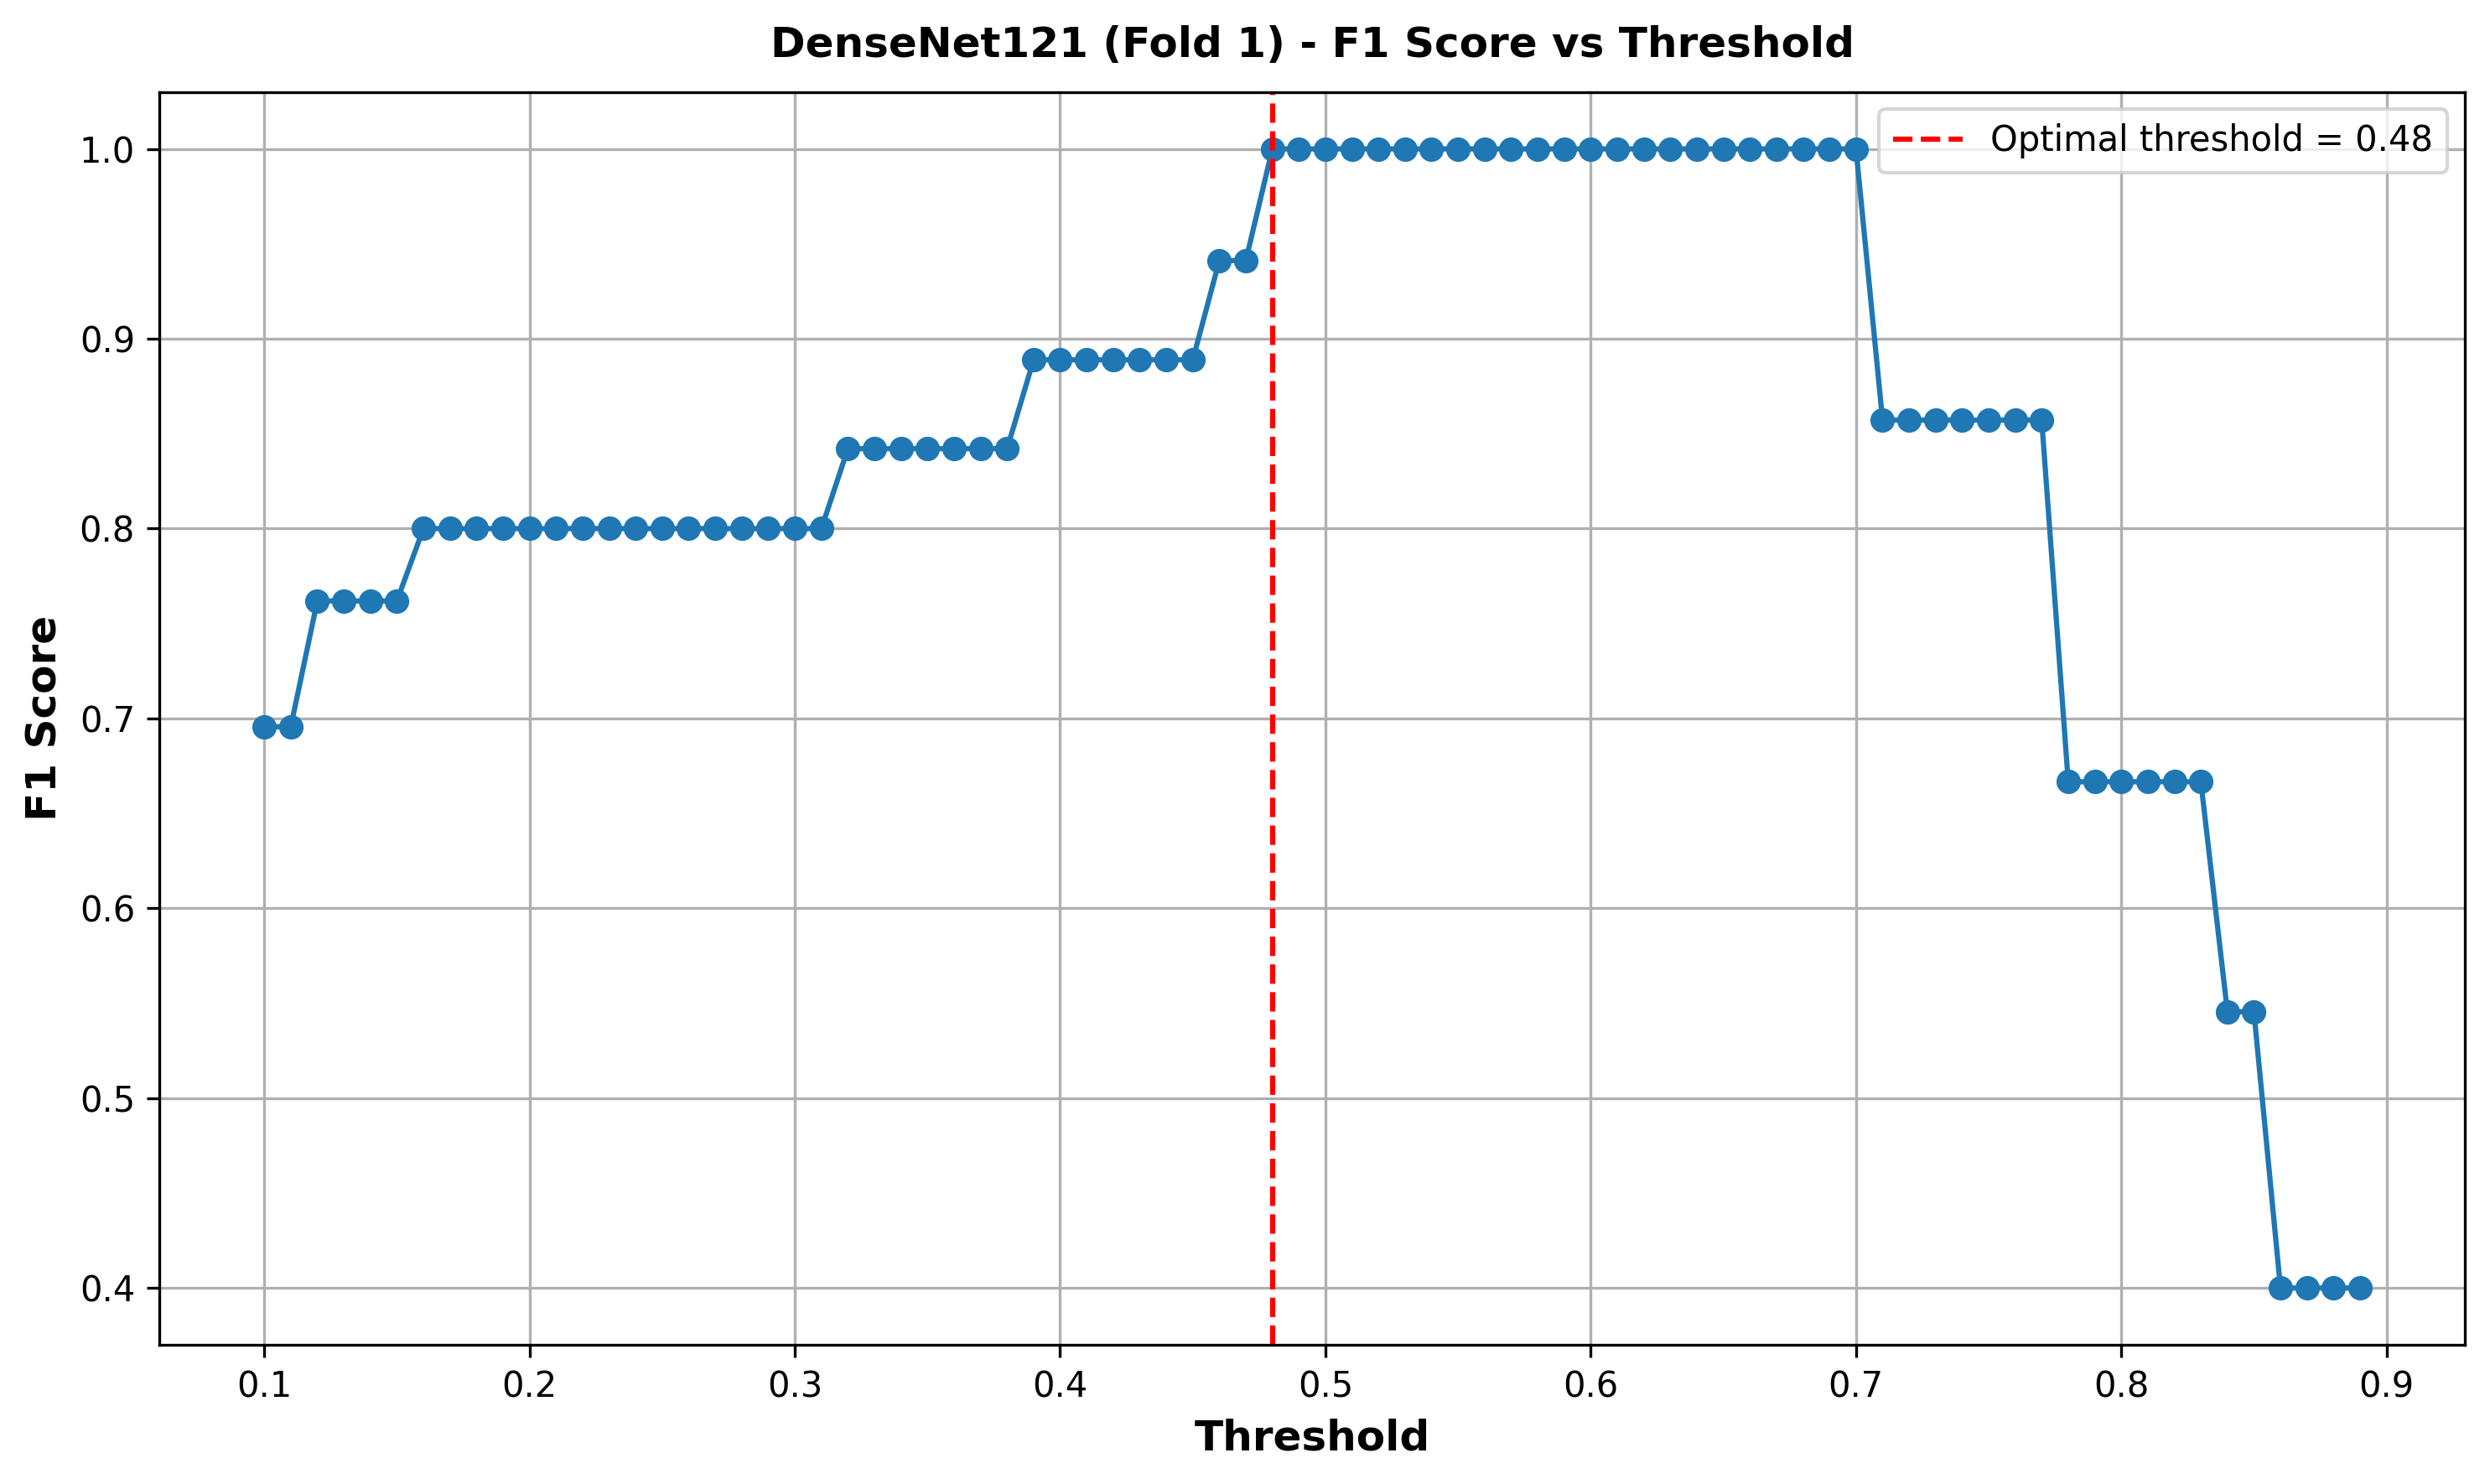 DenseNet121 (Fold 1) - F1 Score vs Threshold
Optimal threshold = 0.48
F1 Score
1.0
0.9
0.8
0.7
0.6
0.5
0.4
0.1 0.2 0.3 0.4 0.5 0.6 0.7 0.8 0.9
Threshold